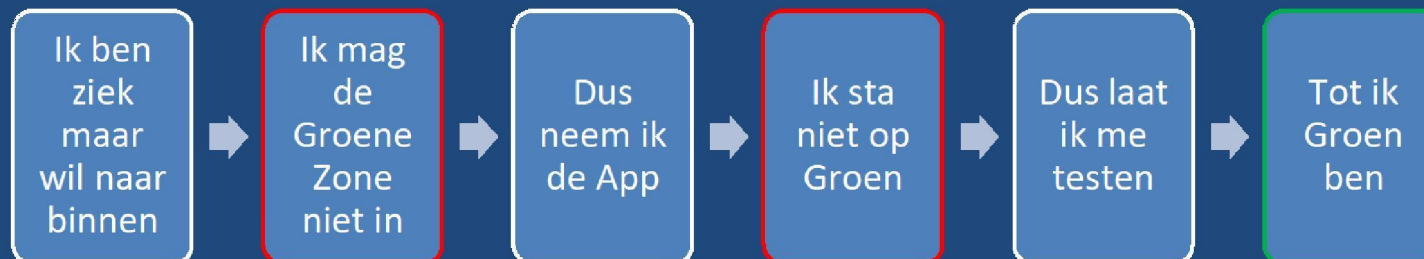 Ik ben
ziek
maar
wil naar
binnen
Ik mag
de
Groene
Zone
niet in
Dus
neem ik
de App
Ik sta
niet op
Groen
Dus laat
ik me
testen
Tot ik
Groen
ben